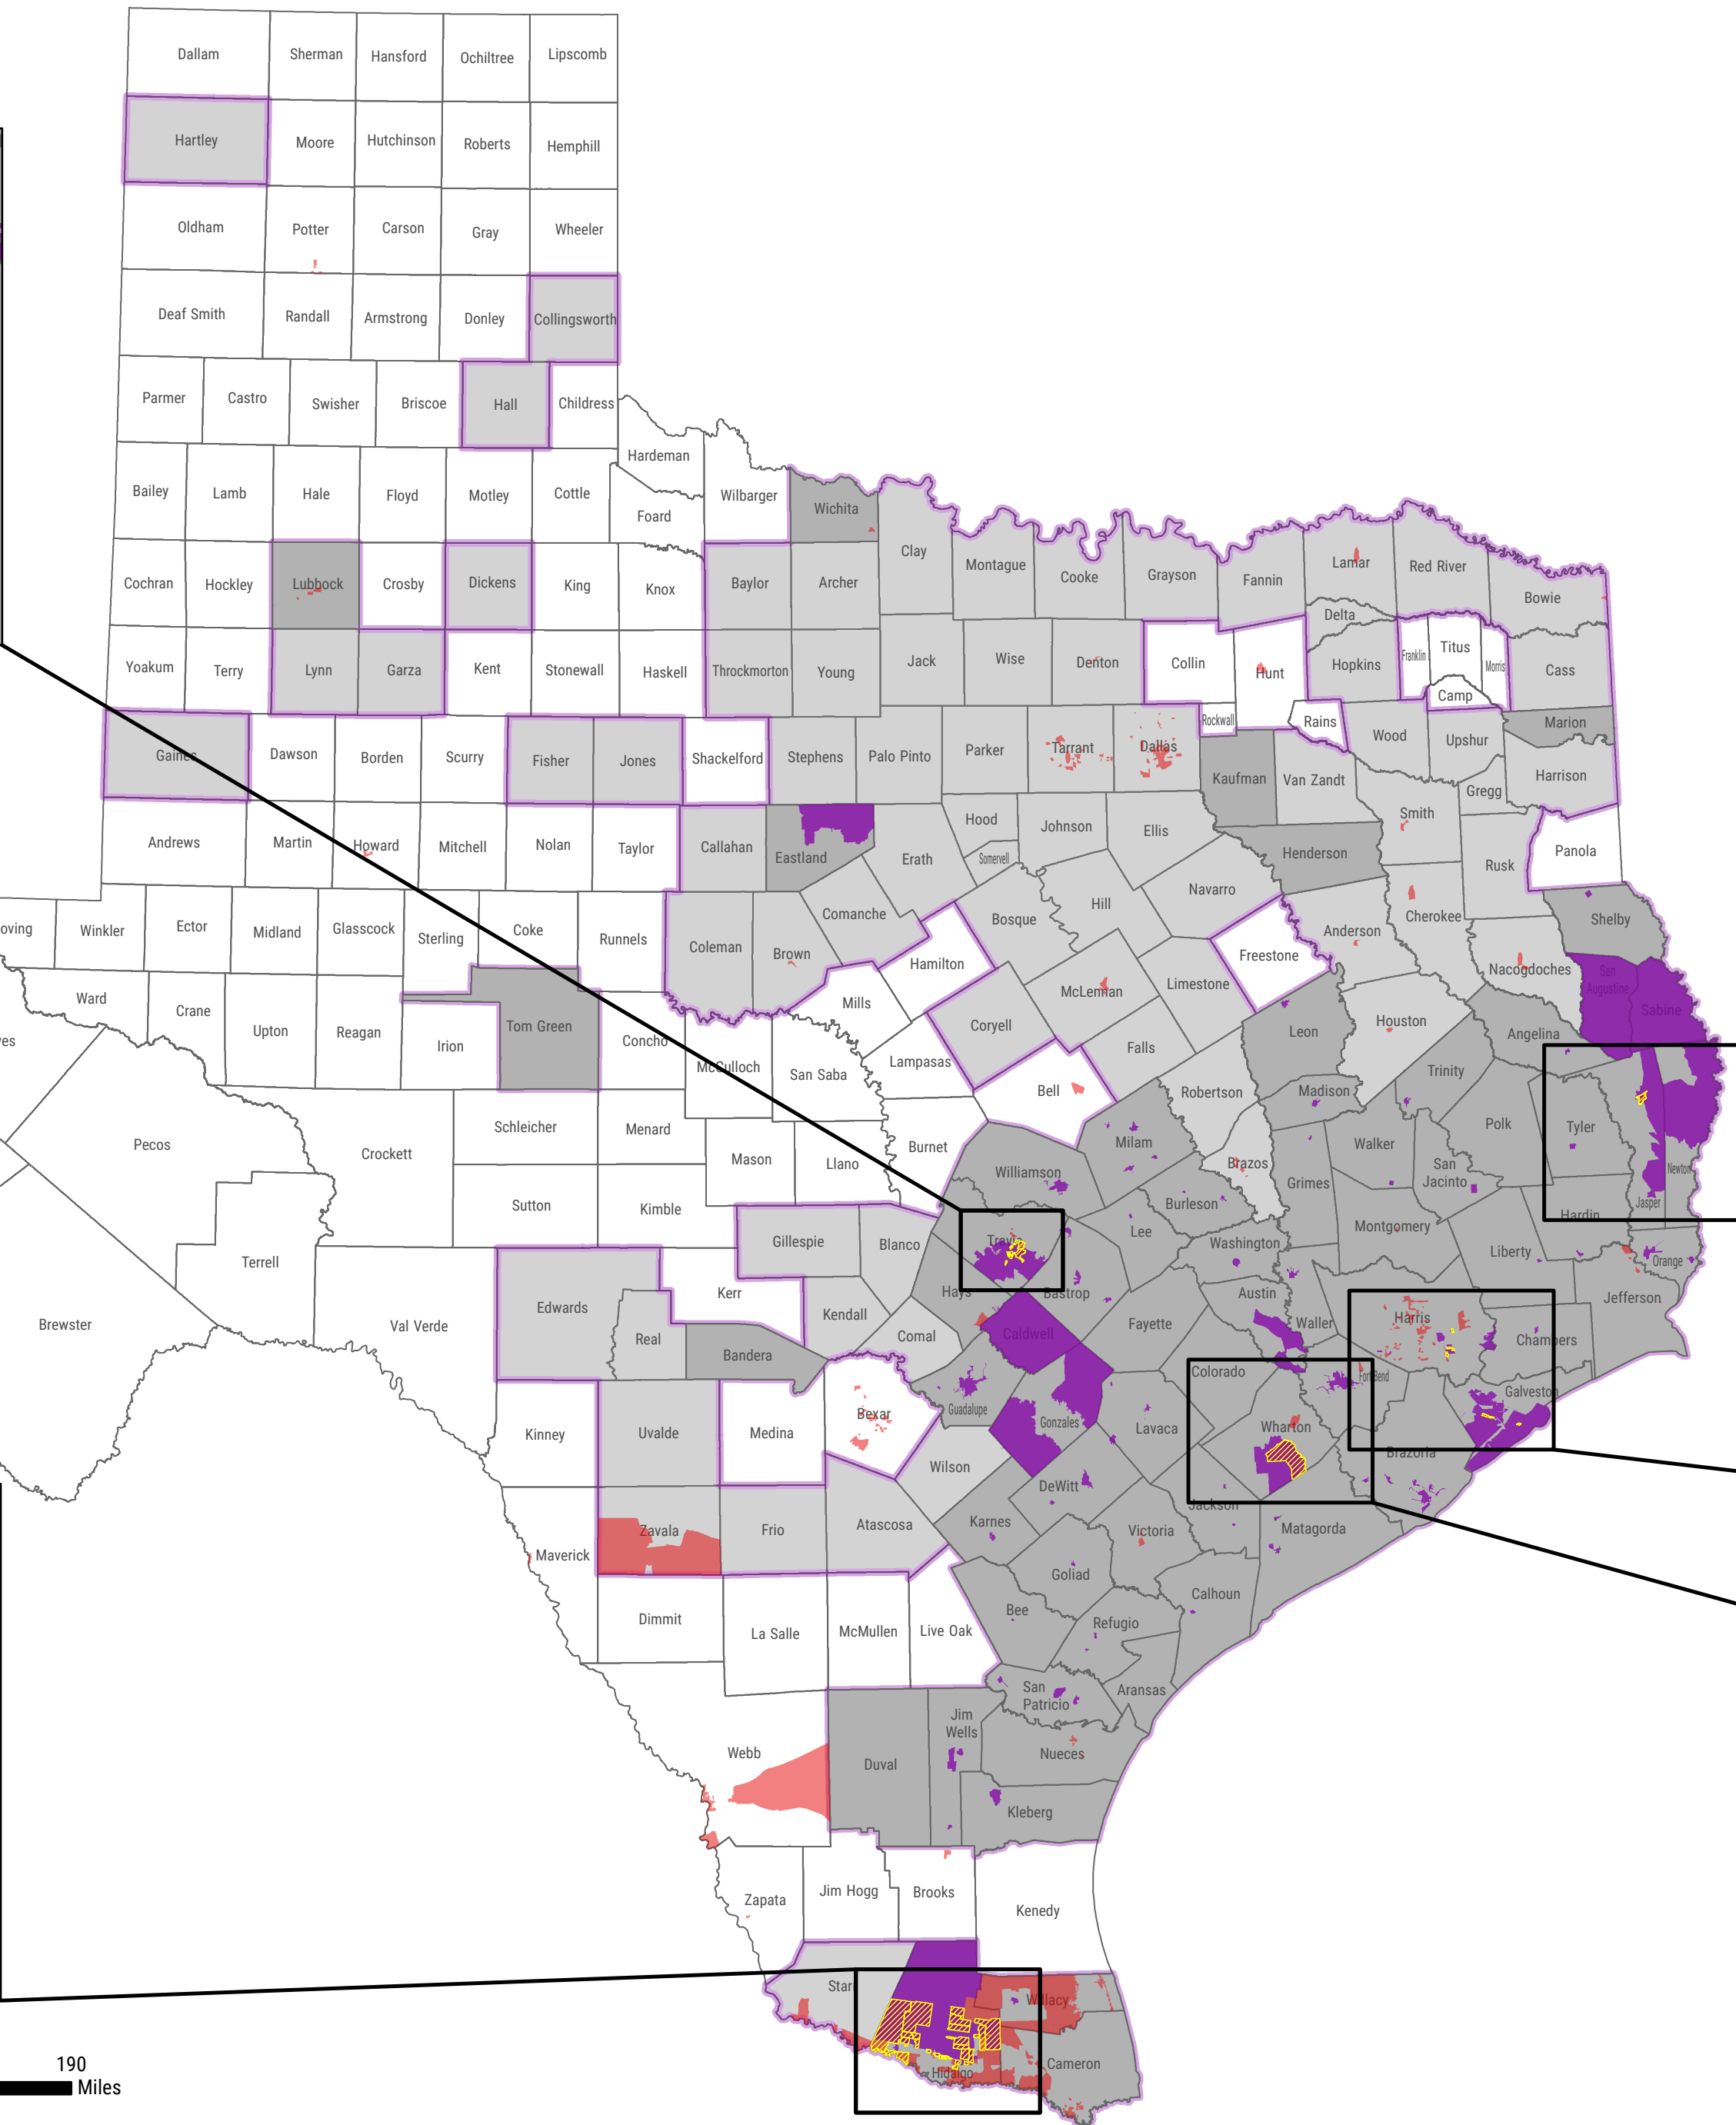 Dallam
Sherman
Hansford
Ochiltree
Lipscomb
Hartley
Moore
Hutchinson
Roberts
Hemphill
Oldham
Potter
Carson
Gray
Wheeler
Deaf Smith
Randall
Armstrong
Donley
Collingsworth
Parmer
Castro
Swisher
Briscoe
Hall
Childress
Hardeman
Bailey
Lamb
Hale
Floyd
Motley
Cottle
Foard
Wilbarger
Wichita
Cochran
Hockley
Lubbock
Crosby
Dickens
King
Knox
Baylor
Archer
Clay
Montague
Cooke
Grayson
Fannin
Lamar
Red River
Bowie
Delta
Yoakum
Terry
Lynn
Garza
Kent
Stonewall
Haskell
Throckmorton
Young
Jack
Wise
Denton
Collin
Hunt
Hopkins
Franklin
Titus
Morris
Cass
Camp
Rockwall
Rains
Gaines
Dawson
Borden
Scurry
Fisher
Jones
Shackelford
Stephens
Palo Pinto
Parker
Tarrant
Dallas
Kaufman
Van Zandt
Wood
Upshur
Marion
Harrison
Gregg
Andrews
Martin
Howard
Mitchell
Nolan
Taylor
Callahan
Eastland
Erath
Hood
Somervell
Johnson
Ellis
Henderson
Smith
Rusk
Panola
oving
Winkler
Ector
Midland
Glasscock
Sterling
Coke
Runnels
Coleman
Brown
Comanche
Hamilton
Bosque
Hill
Navarro
Freestone
Anderson
Cherokee
Nacogdoches
Shelby
San
Augustine
Sabine
Ward
Crane
Upton
Reagan
Irion
Tom Green
Concho
McCulloch
San Saba
Mills
Lampasas
Coryell
McLennan
Limestone
Falls
Leon
Houston
Angelina
Trinity
es
Pecos
Crockett
Schleicher
Menard
Mason
Llano
Burnet
Bell
Milam
Robertson
Madison
Walker
Polk
Tyler
Jasper
Newton
Williamson
Brazos
Grimes
San
Jacinto
Hardin
Terrell
Sutton
Kimble
Gillespie
Blanco
Travis
Lee
Burleson
Washington
Montgomery
Liberty
Orange
Brewster
Val Verde
Edwards
Real
Kerr
Bandera
Kendall
Comal
Hays
Bastrop
Caldwell
Fayette
Austin
Waller
Harris
Chambers
Jefferson
Kinney
Uvalde
Medina
Bexar
Guadalupe
Gonzales
Lavaca
Colorado
Fort Bend
Galveston
Wharton
Brazoria
Wilson
DeWitt
Jackson
Matagorda
Maverick
Zavala
Frio
Atascosa
Karnes
Victoria
Goliad
Calhoun
Dimmit
La Salle
McMullen
Live Oak
Bee
Refugio
Aransas
San
Patricio
Webb
Duval
Jim
Wells
Nueces
Kleberg
Zapata
Jim Hogg
Brooks
Kenedy
Star
Willacy
Hidalgo
Cameron
190
Miles